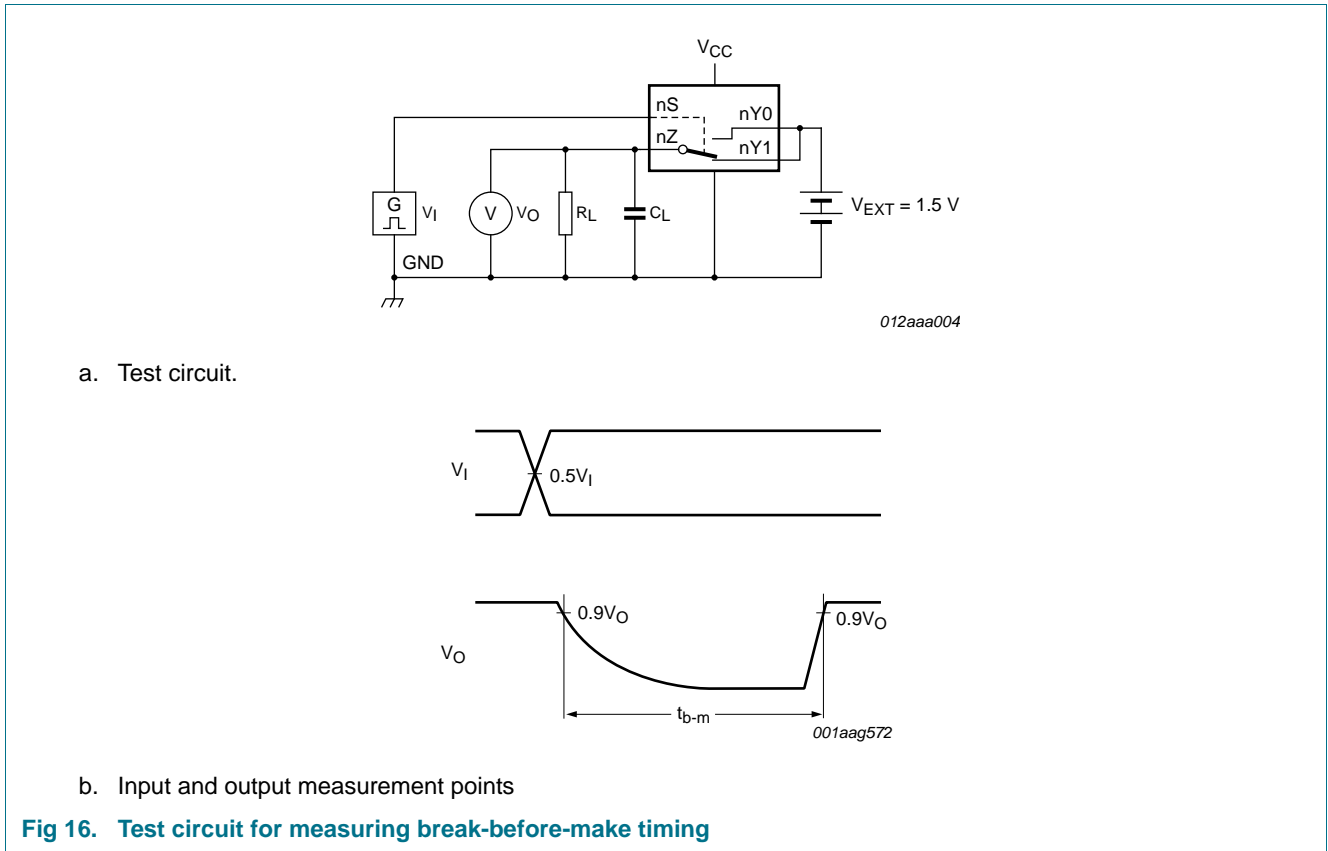 VCC
nS
nY0
nZ
nY1
G
VI
V
VO
RL
CL
VEXT = 1.5 V
GND
012aaa004
a. Test circuit.
VI
0.5VI
0.9VO
0.9VO
VO
tb-m
001aag572
b. Input and output measurement points
Fig 16. Test circuit for measuring break-before-make timing